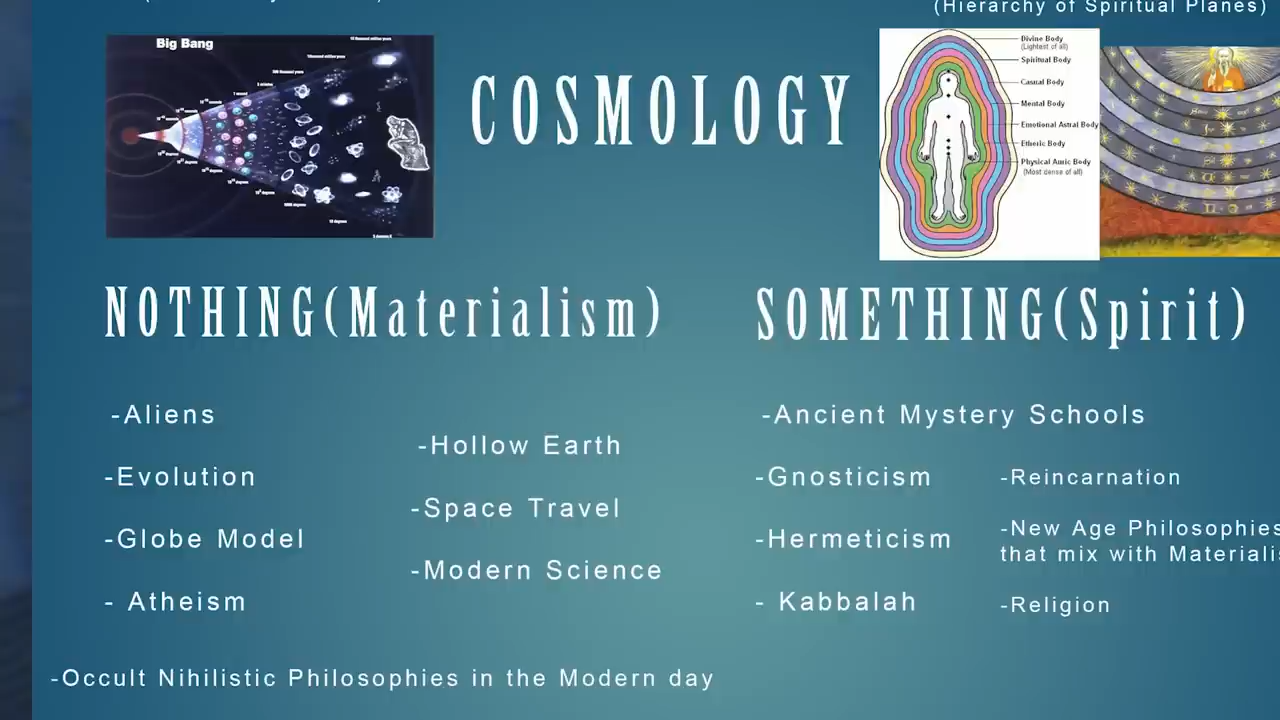 (Hierarchy of Spiritual Planes)
Big Bang
COSMOLOGY
Divine Body
(Lightest of all)
Spiritual Body
Casual Body
Mental Body
Emotional Astral Body
Etheric Body
Physical Auric Body
(Most dense of all)
NOTHING(Materialism)
-Aliens
-Evolution
-Globe Model
- Atheism
-Hollow Earth
-Space Travel
-Modern Science
-Occult Nihilistic Philosophies in the Modern day
SOMETHING(Spirit)
-Ancient Mystery Schools
-Gnosticism
-Hermeticism
- Kabbalah
-Reincarnation
-New Age Philosophies
that mix with
-Religion